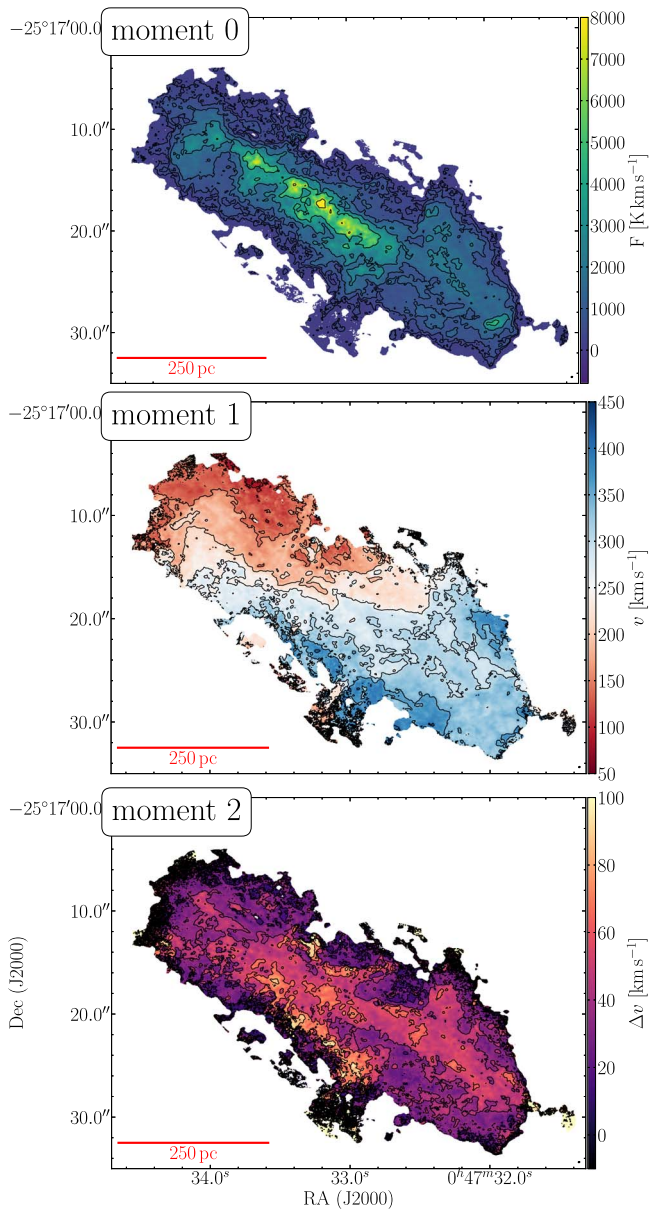 moment 0
−25°17′00.0″
10.0″
20.0″
30.0″
250 pc
8000
7000
6000
5000
4000
3000
2000
1000
0
F [K km s⁻¹]
moment 1
−25°17′00.0
10.0″
20.0″
30.0″
250 pc
450
400
350
300
250
200
150
100
50
v [km s⁻¹]
moment 2
−25°17′00.0
10.0″
20.0″
30.0″
250 pc
100
80
60
40
20
0
Δv [km s⁻¹]
Dec (J2000)
34.0ˢ
33.0ˢ
0ʰ47ᵐ32.0ˢ
RA (J2000)